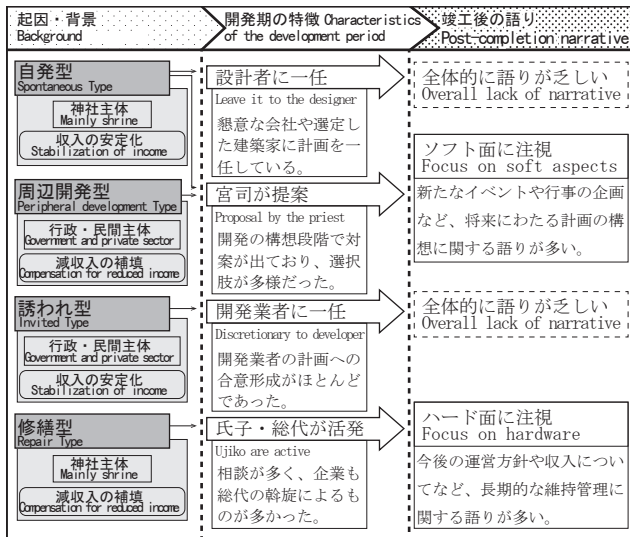 起因・背景
Background
開発期の特徴 Characteristics
of the development period
竣工後の語り
Post-completion narrative
自発型
Spontaneous Type
神社主体
Mainly shrine
収入の安定化
Stabilization of income
設計者に一任
Leave it to the designer
懇意な会社や選定し
た建築家に計画を一
任している。
全体的に語りが乏しい
Overall lack of narrative
周辺開発型
Peripheral development Type
行政・民間主体
Government and private sector
減収入の補填
Compensation for reduced income
宮司が提案
Proposal by the priest
開発の構想段階で対
案が出ており、選択
肢が多様だった。
ソフト面に注視
Focus on soft aspects
新たなイベントや行事の企画
など、将来にわたる計画の構
想に関する語りが多い。
誘われ型
Invited Type
行政・民間主体
Government and private sector
収入の安定化
Stabilization of income
開発業者に一任
Discretionary to developer
開発業者の計画への
合意形成がほとんど
であった。
全体的に語りが乏しい
Overall lack of narrative
修繕型
Repair Type
神社主体
Mainly shrine
減収入の補填
Compensation for reduced income
氏子・総代が活発
Ujiko are active
相談が多く、企業も
総代の斡旋によるも
のが多かった。
ハード面に注視
Focus on hardware
今後の運営方針や収入につい
てなど、長期的な維持管理に
関する語りが多い。